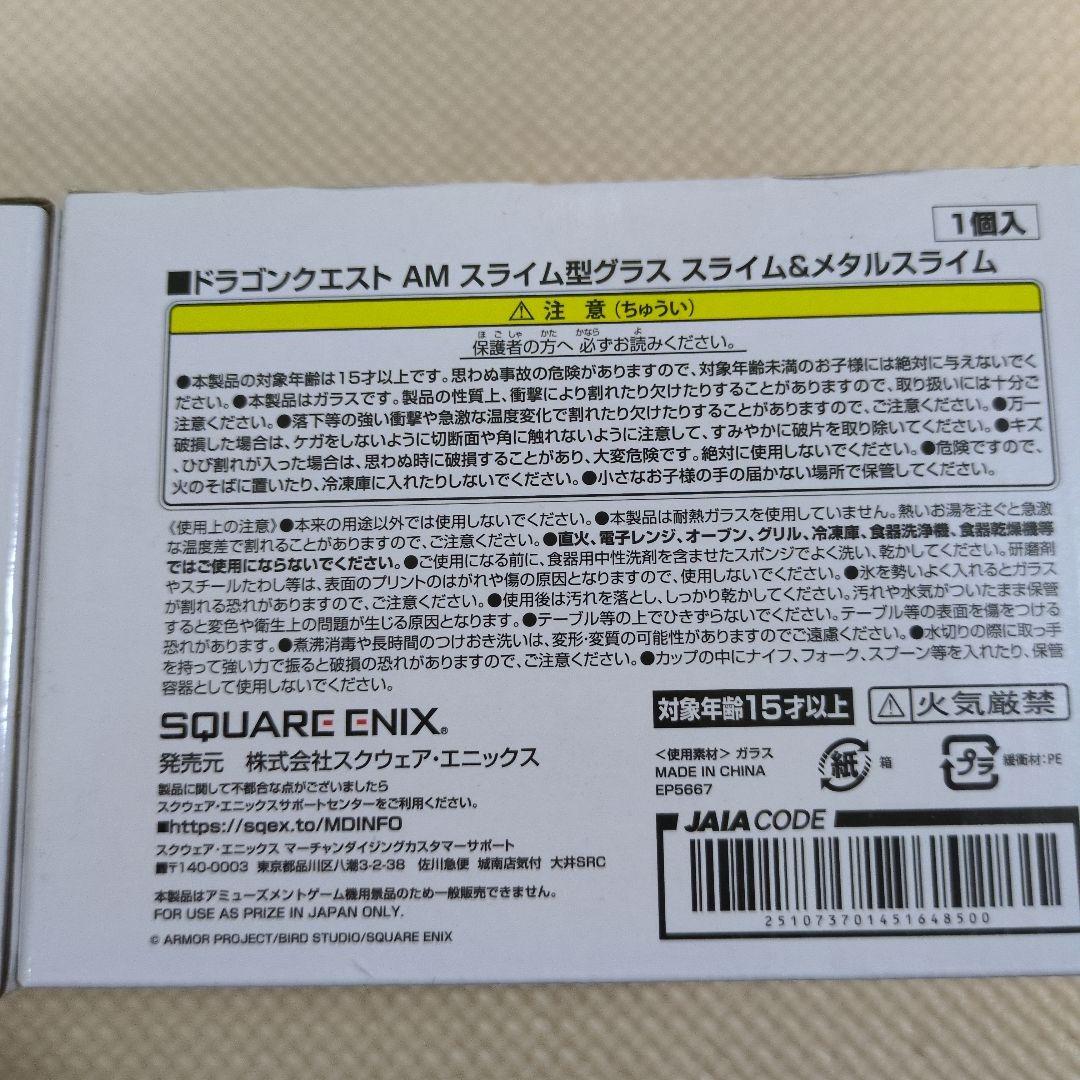 1個入
■ドラゴンクエスト AM スライム型グラス スライム&メタルスライム
⚠ 注 意 (ちゅうい)
ほごしゃ かた かなら よ
保護者の方へ 必ずお読みください。
●本製品の対象年齢は15才以上です。思わぬ事故の危険がありますので、対象年齢未満のお子様には絶対に与えないでく
ださい。●本製品はガラスです。製品の性質上、衝撃により割れたり欠けたりすることがありますので、取り扱いには十分ご
注意ください。●落下等の強い衝撃や急激な温度変化で割れたり欠けたりすることがありますので、ご注意ください。●万一
破損した場合は、ケガをしないように切断面や角に触れないように注意して、すみやかに破片を取り除いてください。●キズ
、ひび割れが入った場合は、思わぬ時に破損することがあり、大変危険です。絶対に使用しないでください。●危険ですので、
火のそばに置いたり、冷凍庫に入れたりしないでください。●小さなお子様の手の届かない場所で保管してください。
《使用上の注意》●本来の用途以外では使用しないでください。●本製品は耐熱ガラスを使用していません。熱いお湯を注ぐと急激
な温度差で割れることがありますので、ご注意ください。●直火、電子レンジ、オーブン、グリル、冷凍庫、食器洗浄機、食器乾燥機等
ではご使用にならないでください。●ご使用になる前に、食器用中性洗剤を含ませたスポンジでよく洗い、乾かしてください。研磨剤
やスチールたわし等は、表面のプリントのはがれや傷の原因となりますので、使用しないでください。●氷を勢いよく入れるとガラス
が割れる恐れがありますので、ご注意ください。●使用後は汚れを落とし、しっかり乾かしてください。汚れや水気がついたまま保管
すると変色や衛生上の問題が生じる原因となります。●テーブル等の上でひきずらないでください。テーブル等の表面を傷をつける
恐れがあります。●煮沸消毒や長時間のつけおき洗いは、変形・変質の可能性がありますのでご遠慮ください。●水切りの際に取っ手
を持って強い力で振ると破損の恐れがありますので、ご注意ください。●カップの中にナイフ、フォーク、スプーン等を入れたり、保管
容器として使用しないでください。
SQUARE ENIX®
対象年齢15才以上
⚠火気厳禁
発売元 株式会社スクウェア・エニックス
<使用素材> ガラス
MADE IN CHINA
EP5667
紙 箱
プラ 緩衝材:PE
製品に関して不都合な点がございましたら
スクウェア・エニックスサポートセンターをご利用ください。
■https://sqex.to/MDINFO
スクウェア・エニックス マーチャンダイジングカスタマーサポート
■〒140-0003 東京都品川区八潮3-2-38 佐川急便 城南店気付 大井SRC
本製品はアミューズメントゲーム機用景品のため一般販売できません。
FOR USE AS PRIZE IN JAPAN ONLY.
© ARMOR PROJECT/BIRD STUDIO/SQUARE ENIX
JAIA CODE
2510737014516485​00